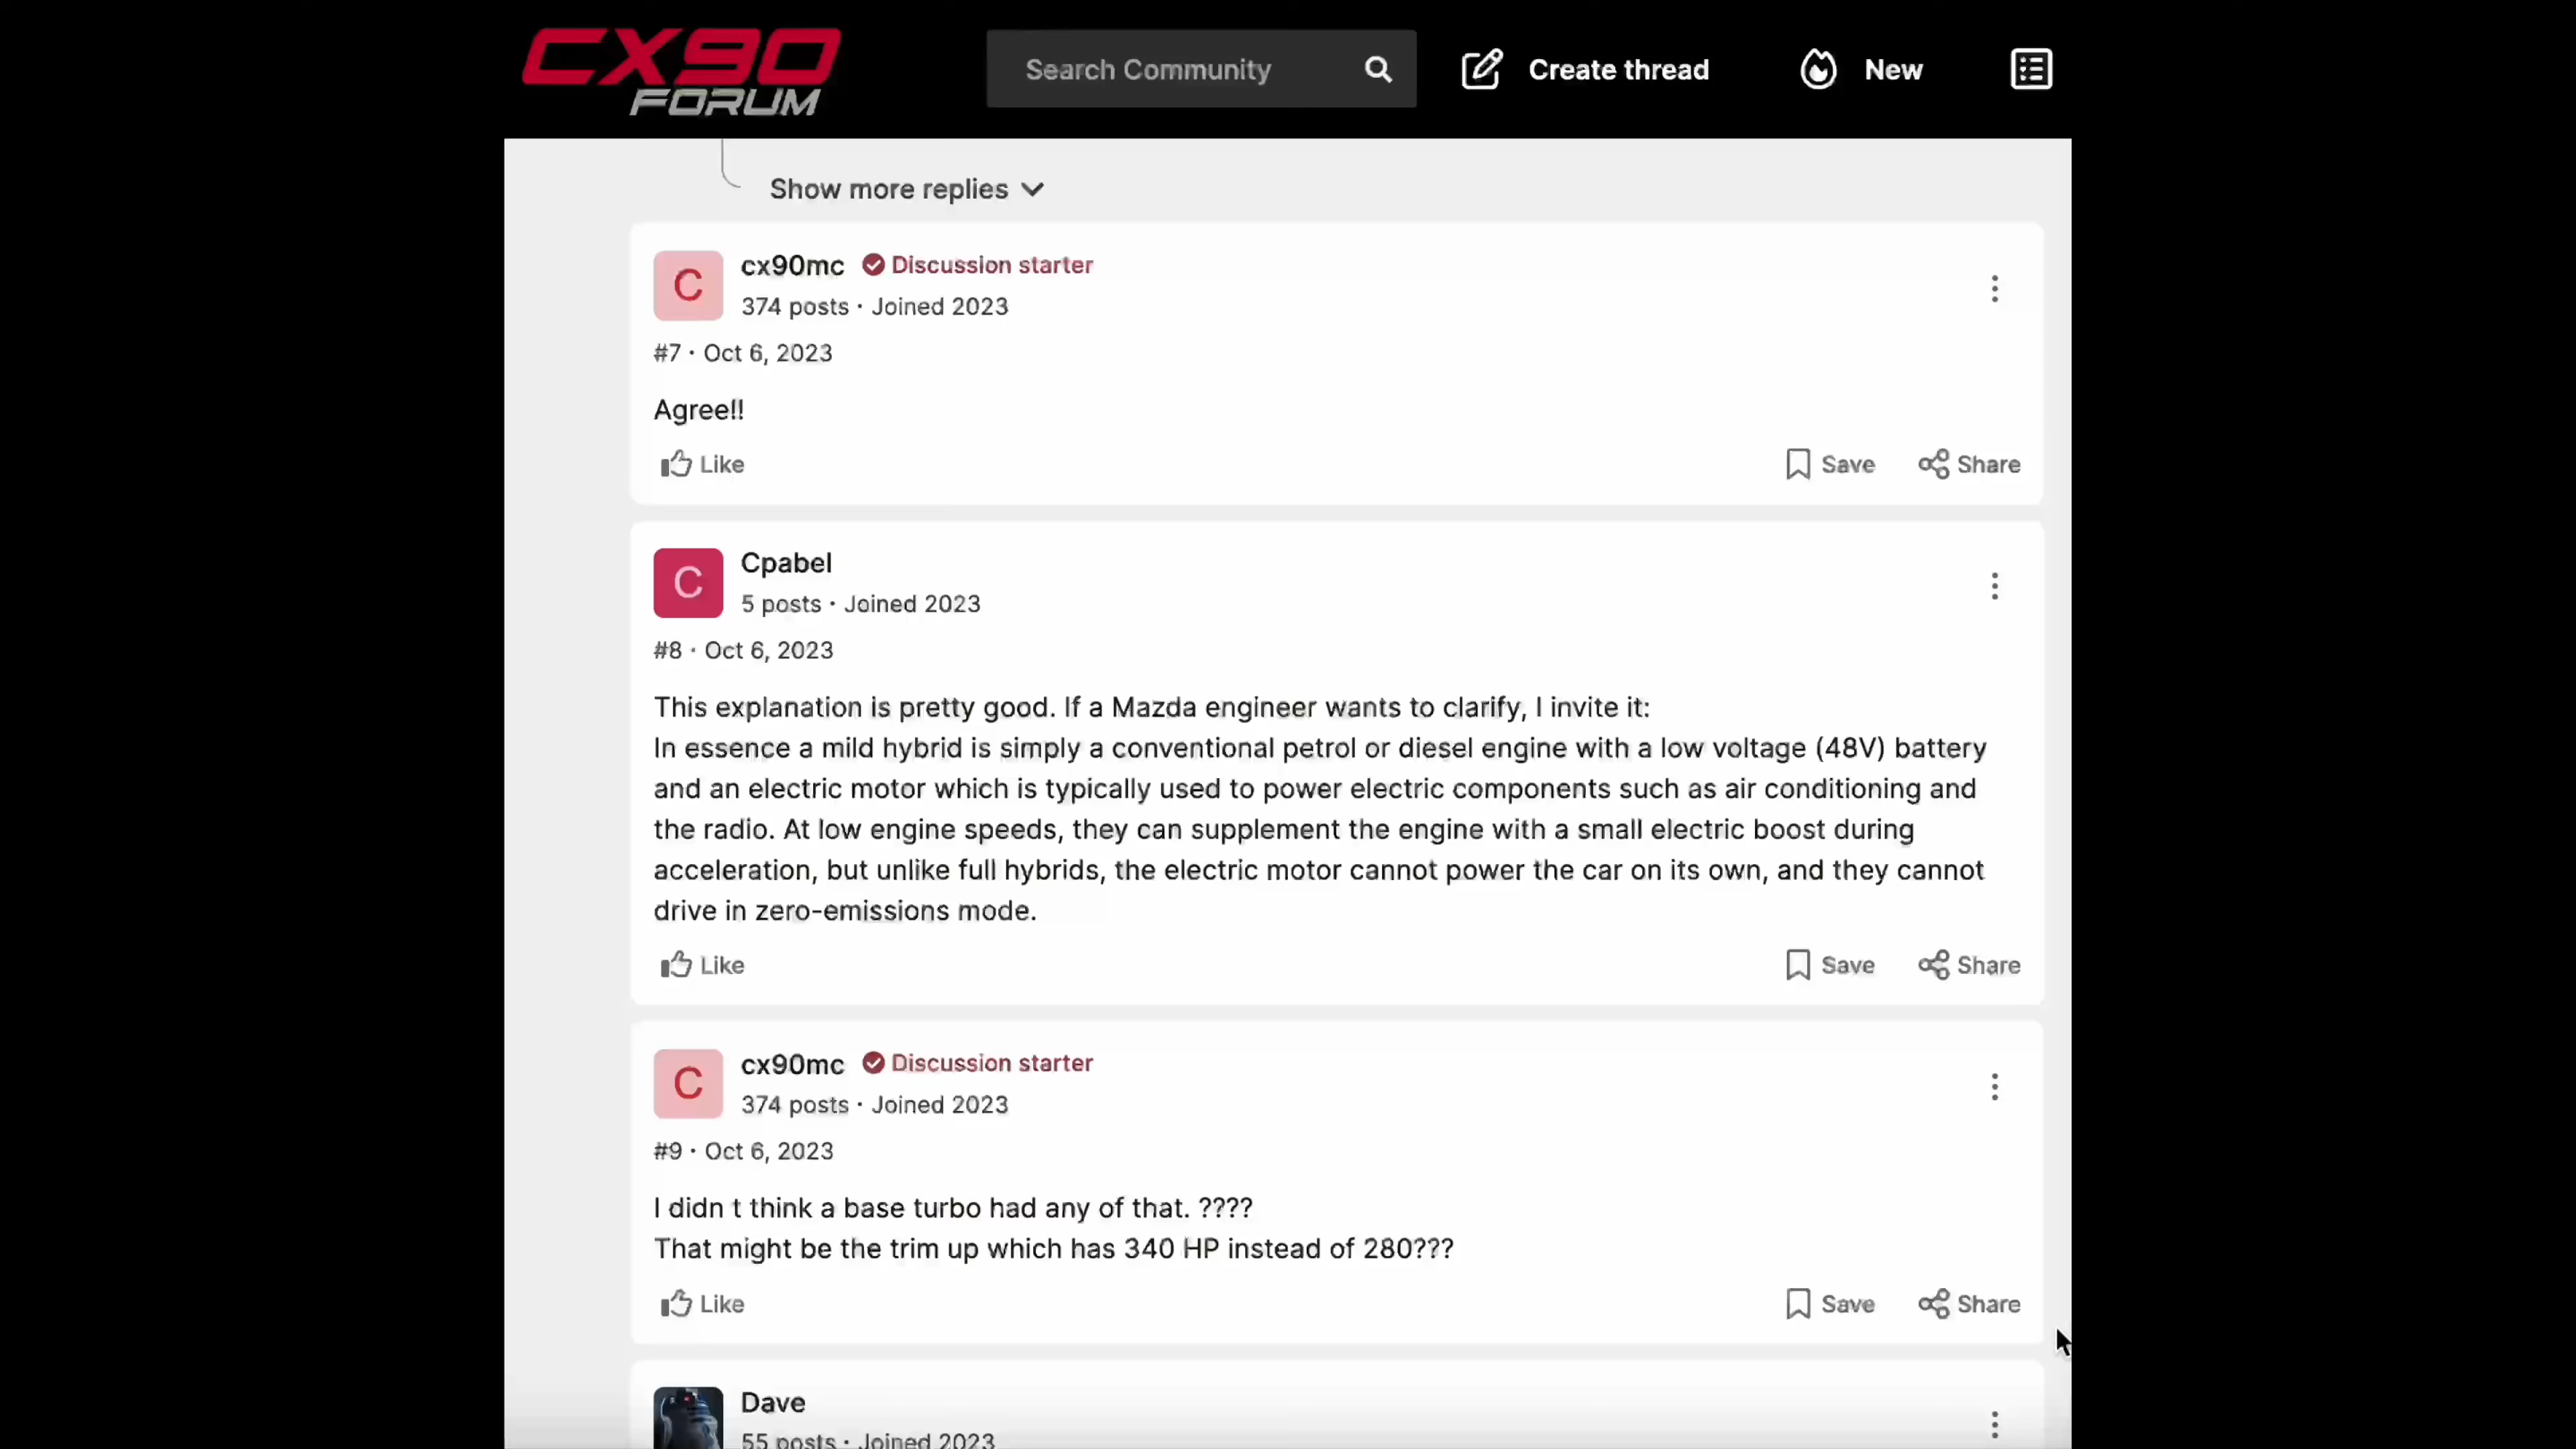 CX90
FORUM
Search Community
Create thread
New
Show more replies
C
cx90mc Discussion starter
374 posts · Joined 2023
#7 · Oct 6, 2023
Agree!!
Like
Save
Share
C
Cpabel
5 posts · Joined 2023
#8 · Oct 6, 2023
This explanation is pretty good. If a Mazda engineer wants to clarify, I invite it:
In essence a mild hybrid is simply a conventional petrol or diesel engine with a low voltage (48V) battery
and an electric motor which is typically used to power electric components such as air conditioning and
the radio. At low engine speeds, they can supplement the engine with a small electric boost during
acceleration, but unlike full hybrids, the electric motor cannot power the car on its own, and they cannot
drive in zero-emissions mode.
Like
Save
Share
C
cx90mc Discussion starter
374 posts · Joined 2023
#9 · Oct 6, 2023
I didn t think a base turbo had any of that. ????
That might be the trim up which has 340 HP instead of 280???
Like
Save
Share
Dave
55 posts · Joined 2023